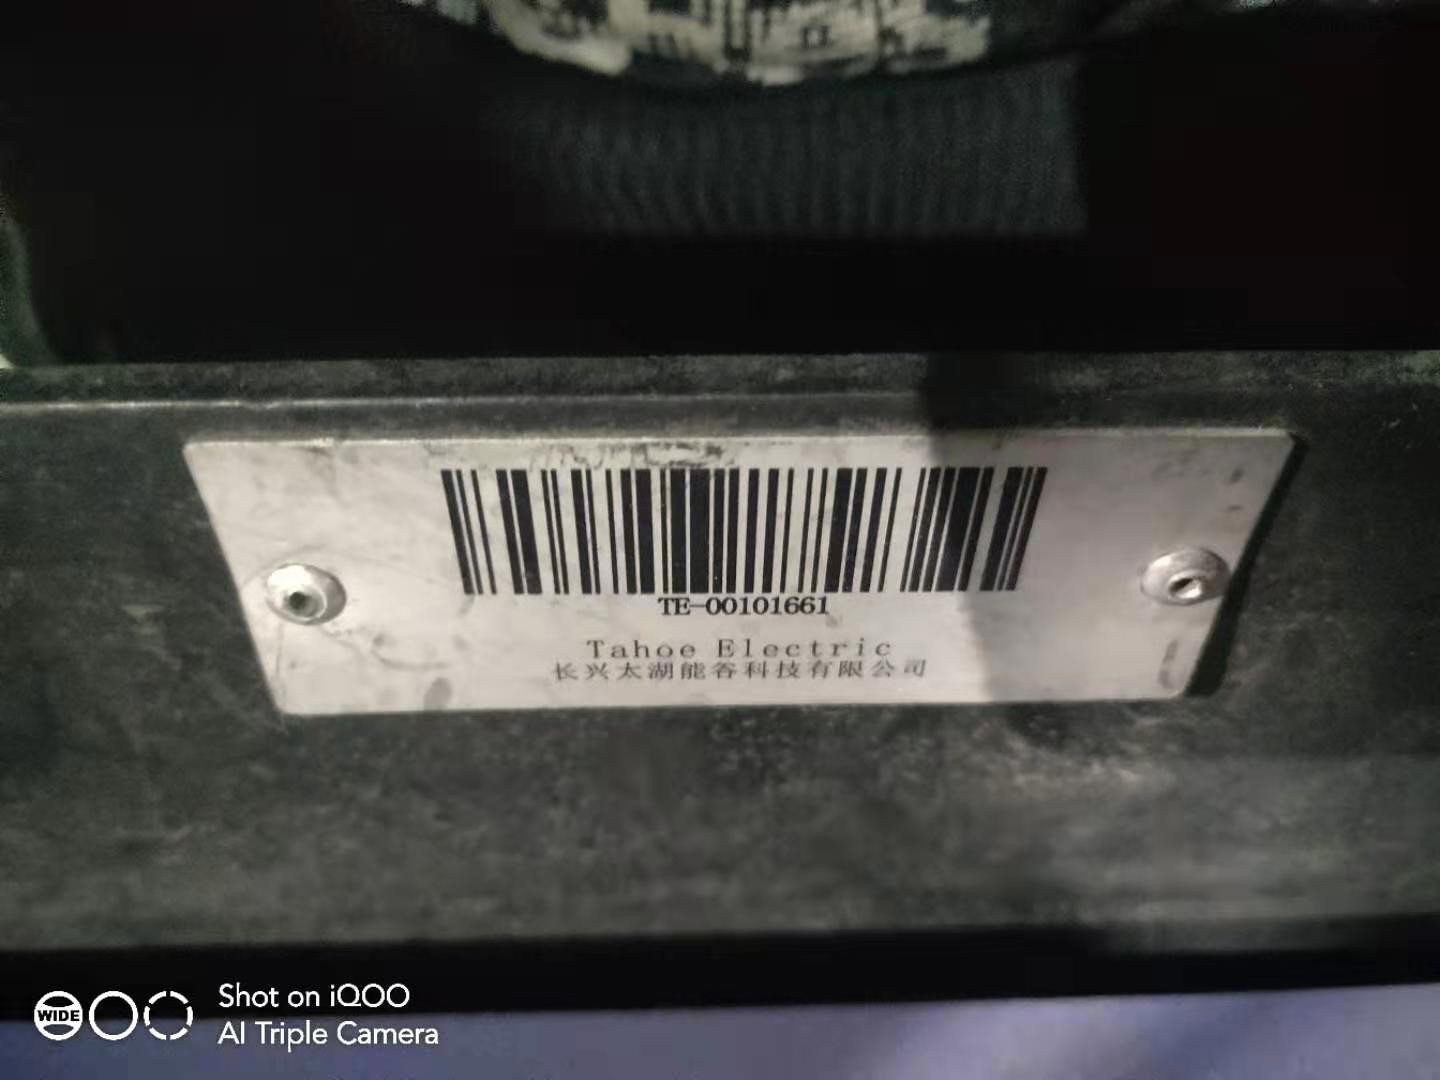 TE-00101661
Tahoe Electric
长兴太湖能谷科技有限公司
WIDE
Shot on iQOO
AI Triple Camera